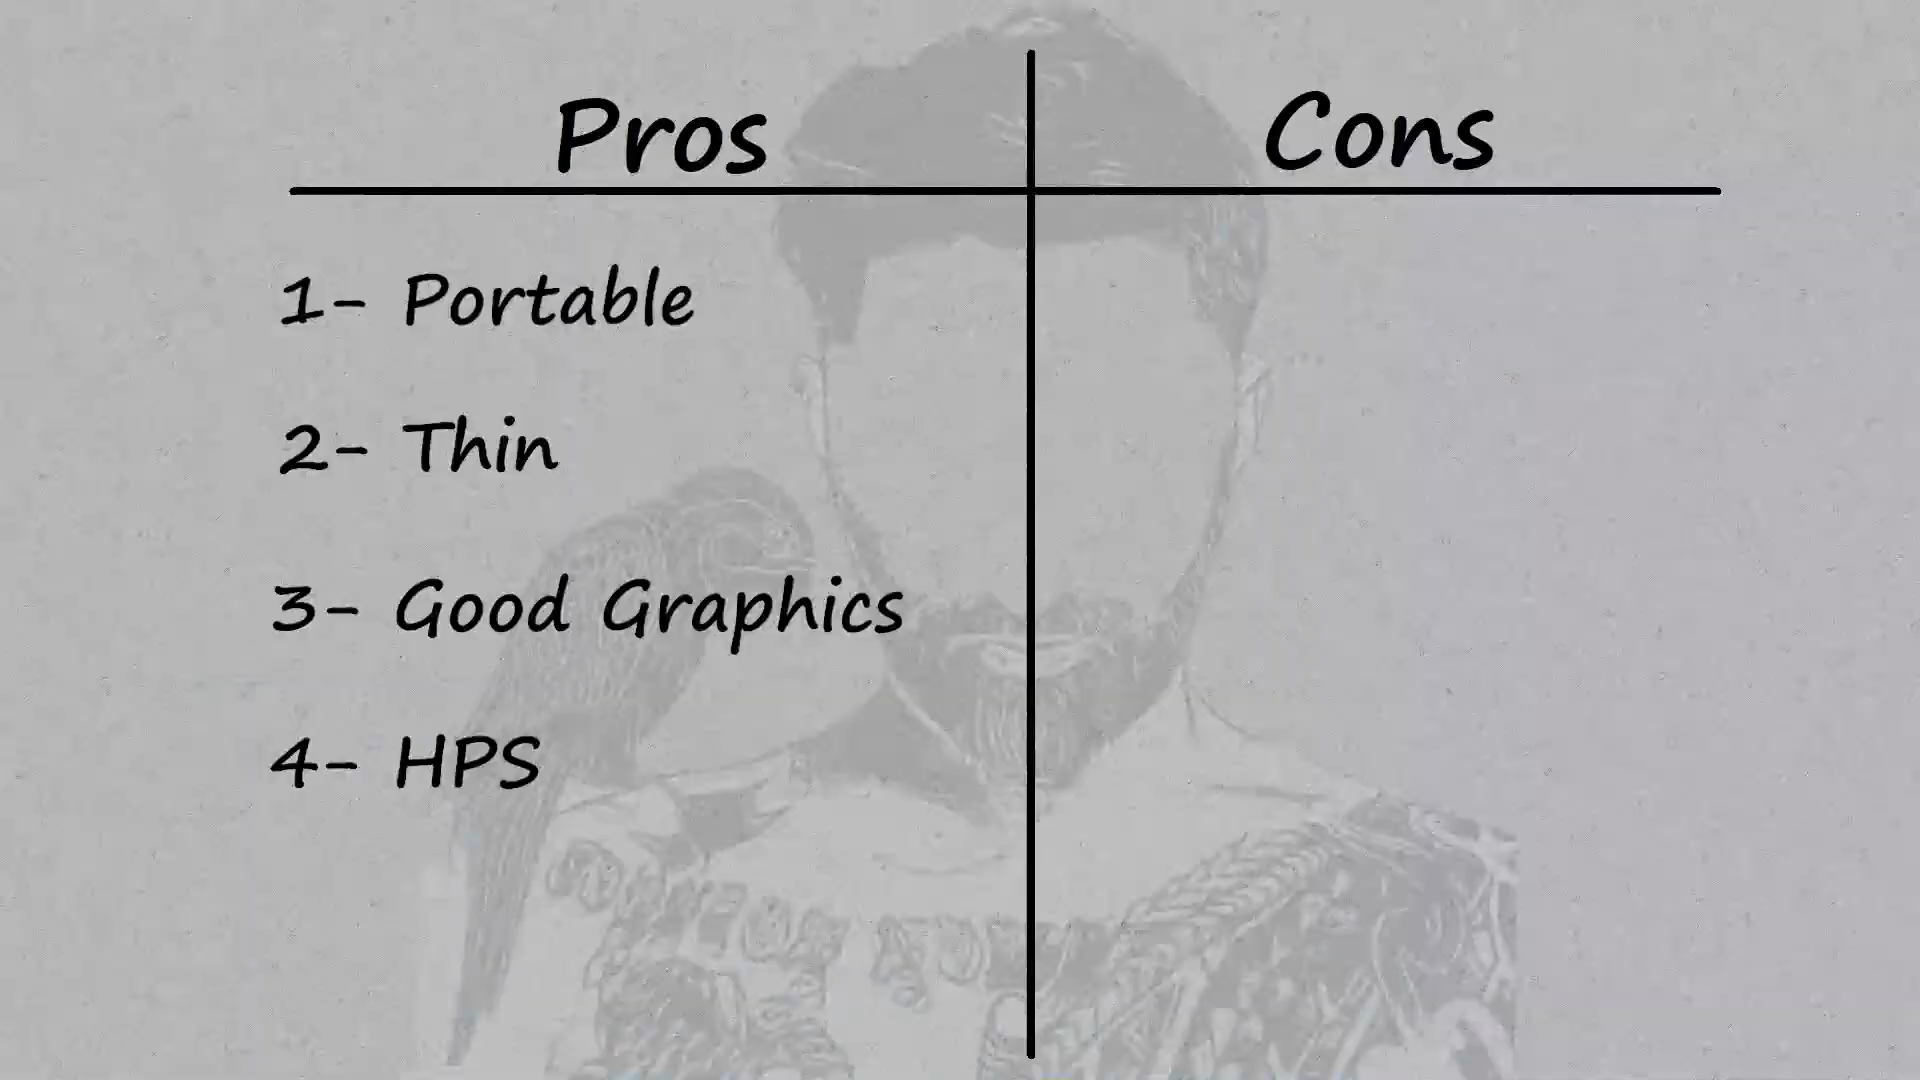 Pros
Cons
1- Portable
2- Thin
3- Good Graphics
4- HPS